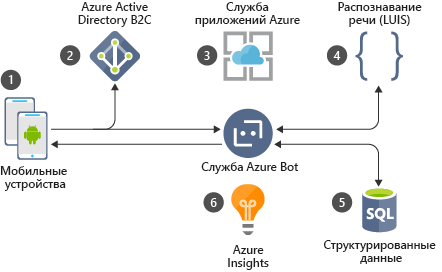 Azure Active
Directory B2C
2
Служба
приложений Azure
3
Распознавание
речи (LUIS)
4
1
Мобильные
устройства
Служба Azure Bot
6
Azure
Insights
5
SQL
Структурированные
данные